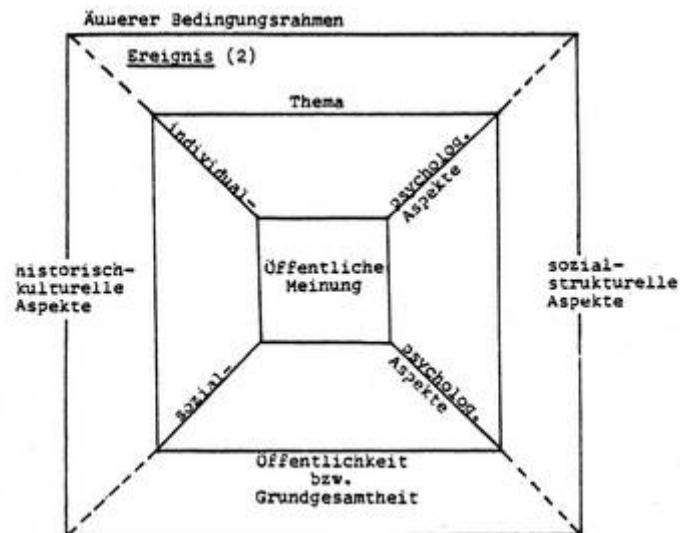 Äußerer Bedingungsrahmen
Ereignis (2)
Thema
individual-
psycholog.
Aspekte
historisch-
kulturelle
Aspekte
Öffentliche
Meinung
sozial-
strukturelle
Aspekte
sozial-
psycholog.
Aspekte
Öffentlichkeit
bzw.
Grundgesamtheit